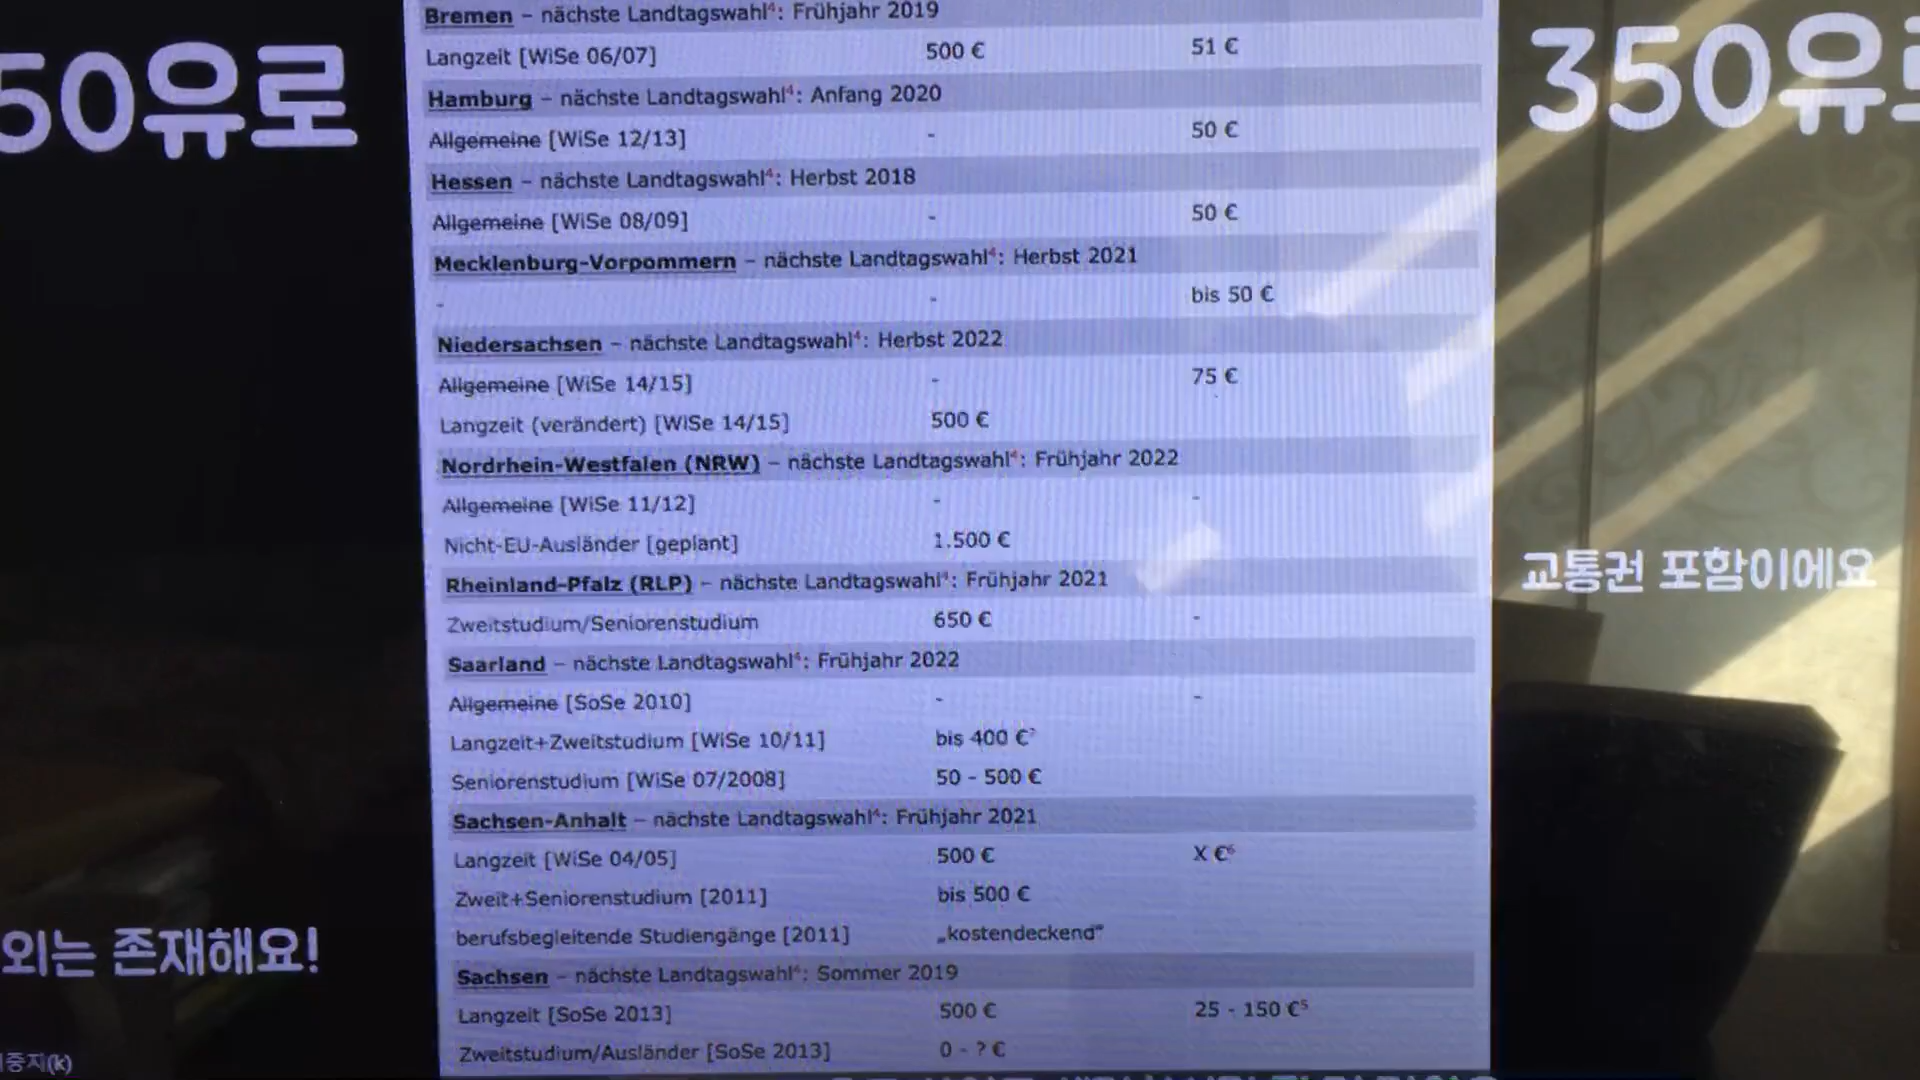 50유로
350유
교통권 포함이에요
외는 존재해요!
중지(k)
Bremen – nächste Landtagswahl⁴: Frühjahr 2019
Langzeit [WiSe 06/07] 500 € 51 €
Hamburg – nächste Landtagswahl⁴: Anfang 2020
Allgemeine [WiSe 12/13] - 50 €
Hessen – nächste Landtagswahl⁴: Herbst 2018
Allgemeine [WiSe 08/09] - 50 €
Mecklenburg-Vorpommern – nächste Landtagswahl⁴: Herbst 2021
- - bis 50 €
Niedersachsen – nächste Landtagswahl⁴: Herbst 2022
Allgemeine [WiSe 14/15] - 75 €
Langzeit (verändert) [WiSe 14/15] 500 €
Nordrhein-Westfalen (NRW) – nächste Landtagswahl⁴: Frühjahr 2022
Allgemeine [WiSe 11/12] - -
Nicht-EU-Ausländer [geplant] 1.500 €
Rheinland-Pfalz (RLP) – nächste Landtagswahl⁴: Frühjahr 2021
Zweitstudium/Seniorenstudium 650 € -
Saarland – nächste Landtagswahl⁴: Frühjahr 2022
Allgemeine [SoSe 2010] - -
Langzeit+Zweitstudium [WiSe 10/11] bis 400 €
Seniorenstudium [WiSe 07/2008] 50 - 500 €
Sachsen-Anhalt – nächste Landtagswahl⁴: Frühjahr 2021
Langzeit [WiSe 04/05] 500 € X €⁶
Zweit+Seniorenstudium [2011] bis 500 €
berufsbegleitende Studiengänge [2011] „kostendeckend“
Sachsen – nächste Landtagswahl⁴: Sommer 2019
Langzeit [SoSe 2013] 500 € 25 - 150 €⁵
Zweitstudium/Ausländer [SoSe 2013] 0 - ? €